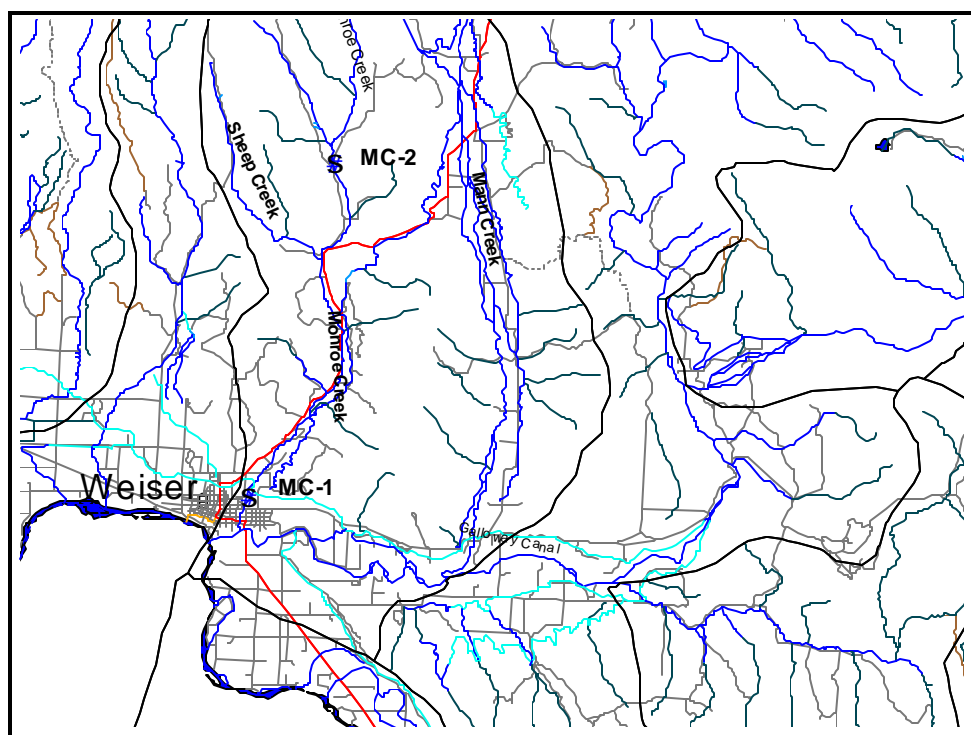 roe Creek
Sheep Creek
S MC-2
Mann Creek
Monroe Creek
Weiser
S MC-1
Galloway Canal